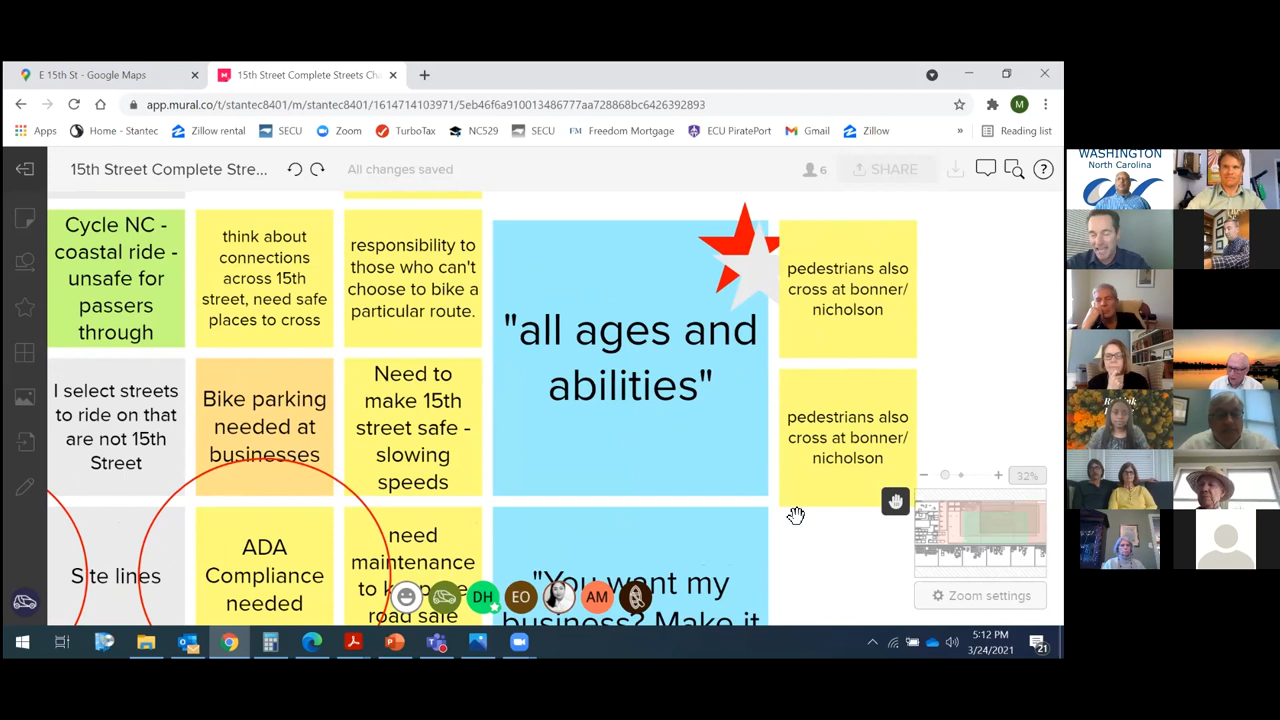 E 15th St - Google Maps
15th Street Complete Streets Cha
app.mural.co/t/stantec8401/m/stantec8401/1614714103971/5eb46f6a910013486777aa728868bc6426392893
M
Apps
Home - Stantec
Zillow rental
SECU
Zoom
TurboTax
NC529
SECU
FM Freedom Mortgage
ECU PiratePort
Gmail
Zillow
»
Reading list
15th Street Complete Stre...
All changes saved
6
SHARE
Cycle NC -
coastal ride -
unsafe for
passers
through
think about
connections
across 15th
street, need safe
places to cross
responsibility to
those who can't
choose to bike a
particular route.
"all ages and
abilities"
pedestrians also
cross at bonner/
nicholson
I select streets
to ride on that
are not 15th
Street
Bike parking
needed at
businesses
Need to
make 15th
street safe -
slowing
speeds
pedestrians also
cross at bonner/
nicholson
Site lines
ADA
Compliance
needed
need
maintenance
to keep
road safe
"You want my
business? Make it
32%
Zoom settings
DH
EO
AM
5:12 PM
3/24/2021
21
WASHINGTON
North Carolina